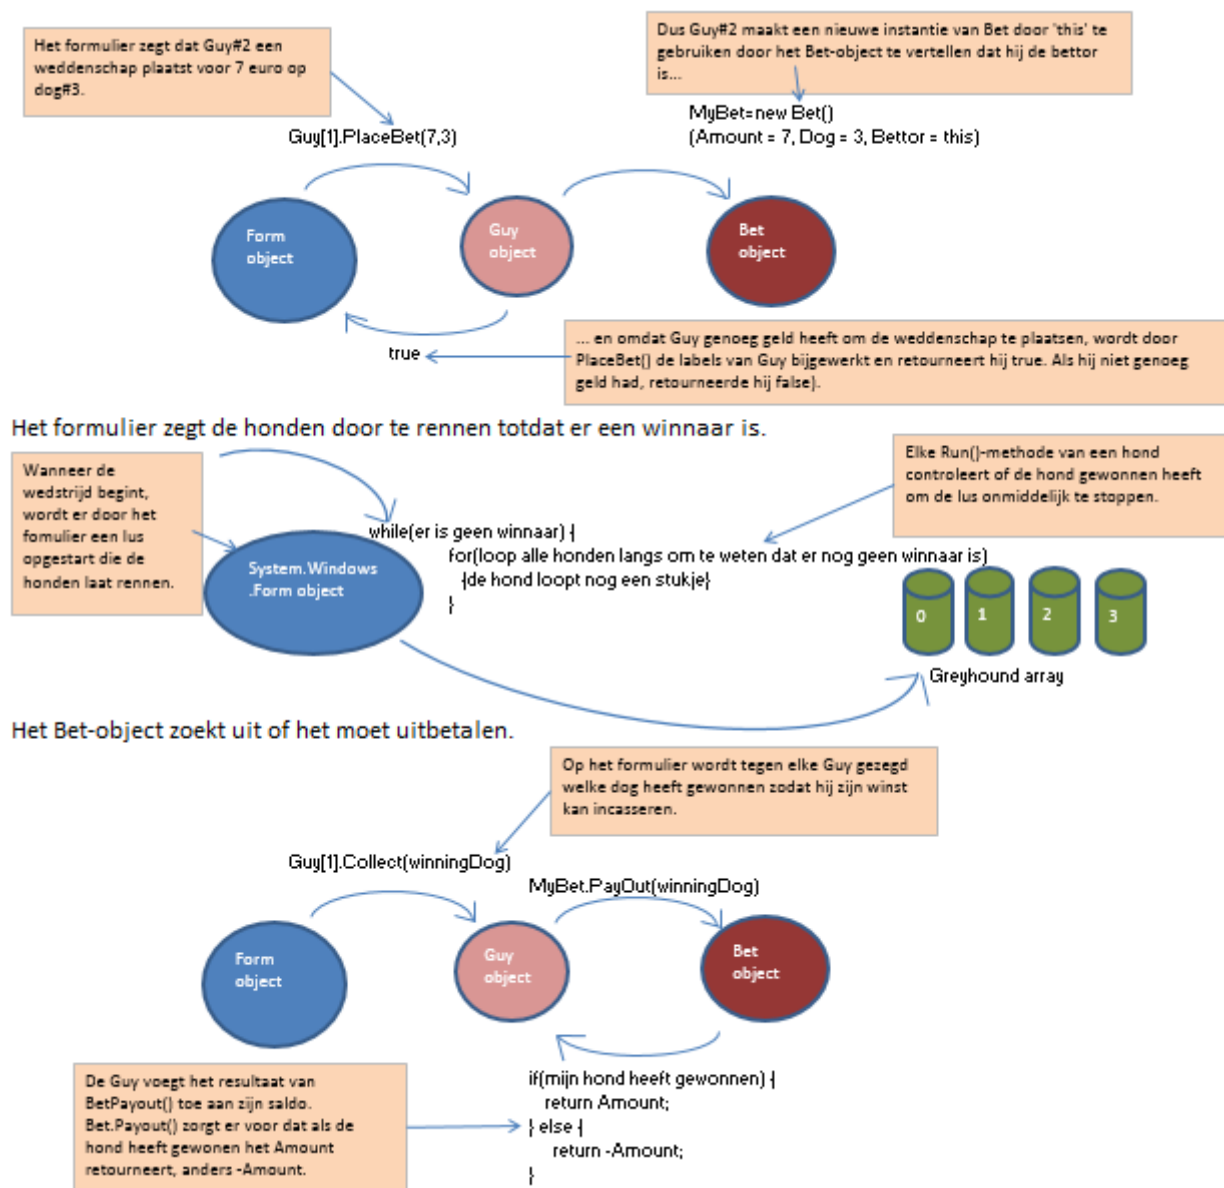 Het formulier zegt dat Guy#2 een
weddenschap plaatst voor 7 euro op
dog#3.
Dus Guy#2 maakt een nieuwe instantie van Bet door 'this' te
gebruiken door het Bet-object te vertellen dat hij de bettor
is...
Guy[1].PlaceBet(7,3)
MyBet=new Bet()
(Amount = 7, Dog = 3, Bettor = this)
Form
object
Guy
object
Bet
object
true
... en omdat Guy genoeg geld heeft om de weddenschap te plaatsen, wordt door
PlaceBet() de labels van Guy bijgewerkt en retourneert hij true. Als hij niet genoeg
geld had, retourneerde hij false).
Het formulier zegt de honden door te rennen totdat er een winnaar is.
Wanneer de
wedstrijd begint,
wordt er door het
fomulier een lus
opgestart die de
honden laat rennen.
Elke Run()-methode van een hond
controleert of de hond gewonnen heeft
om de lus onmiddelijk te stoppen.
System.Windows
.Form object
while(er is geen winnaar) {
for(loop alle honden langs om te weten dat er nog geen winnaar is)
{de hond loopt nog een stukje}
}
0
1
2
3
Greyhound array
Het Bet-object zoekt uit of het moet uitbetalen.
Op het formulier wordt tegen elke Guy gezegd
welke dog heeft gewonnen zodat hij zijn winst
kan incasseren.
Guy[1].Collect(winningDog)
MyBet.PayOut(winningDog)
Form
object
Guy
object
Bet
object
De Guy voegt het resultaat van
BetPayout() toe aan zijn saldo.
Bet.Payout() zorgt er voor dat als de
hond heeft gewonen het Amount
retourneert, anders -Amount.
if(mijn hond heeft gewonnen) {
return Amount;
} else {
return -Amount;
}